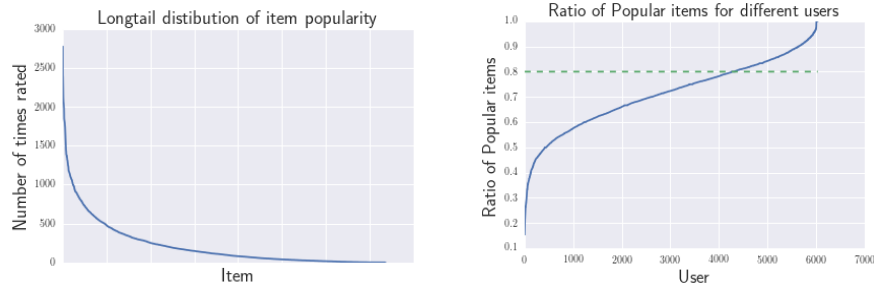 Longtail distibution of item popularity
3000
2500
2000
1500
1000
500
0
Number of times rated
Item
Ratio of Popular items for different users
1.0
0.9
0.8
0.7
0.6
0.5
0.4
0.3
0.2
0.1
Ratio of Popular items
0 1000 2000 3000 4000 5000 6000 7000
User